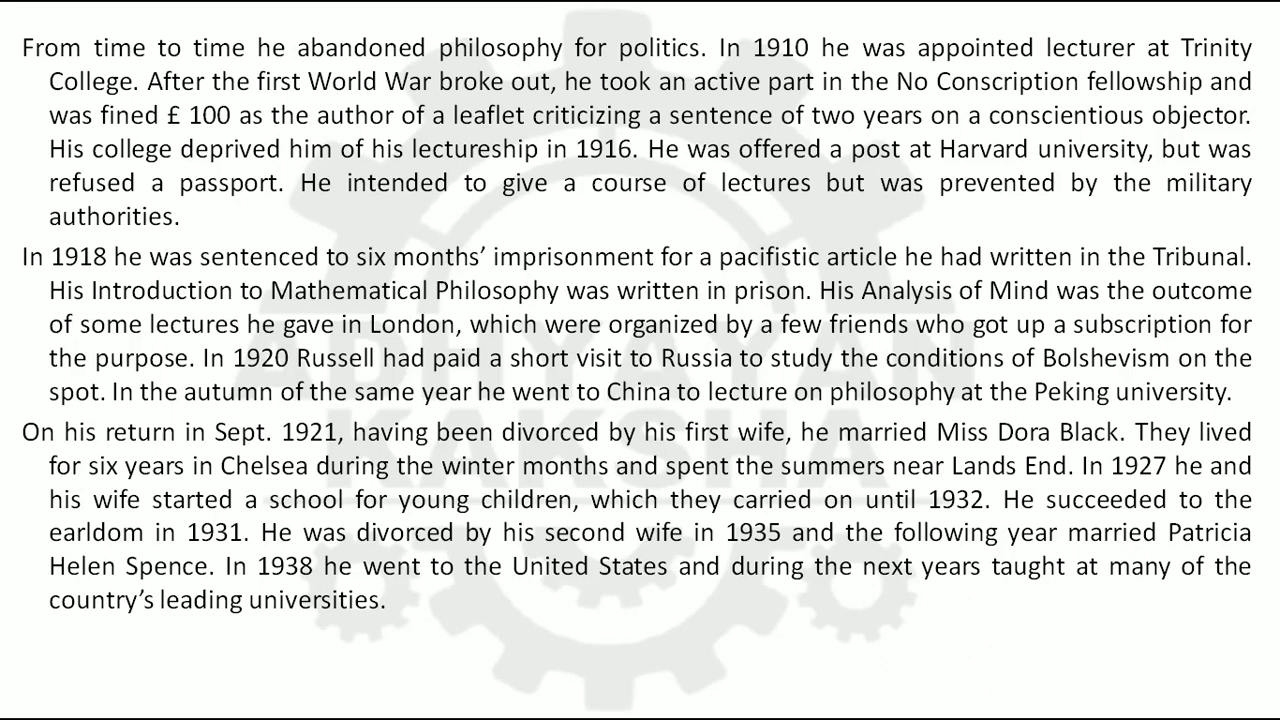 From time to time he abandoned philosophy for politics. In 1910 he was appointed lecturer at Trinity
College. After the first World War broke out, he took an active part in the No Conscription fellowship and
was fined £ 100 as the author of a leaflet criticizing a sentence of two years on a conscientious objector.
His college deprived him of his lectureship in 1916. He was offered a post at Harvard university, but was
refused a passport. He intended to give a course of lectures but was prevented by the military
authorities.
In 1918 he was sentenced to six months’ imprisonment for a pacifistic article he had written in the Tribunal.
His Introduction to Mathematical Philosophy was written in prison. His Analysis of Mind was the outcome
of some lectures he gave in London, which were organized by a few friends who got up a subscription for
the purpose. In 1920 Russell had paid a short visit to Russia to study the conditions of Bolshevism on the
spot. In the autumn of the same year he went to China to lecture on philosophy at the Peking university.
On his return in Sept. 1921, having been divorced by his first wife, he married Miss Dora Black. They lived
for six years in Chelsea during the winter months and spent the summers near Lands End. In 1927 he and
his wife started a school for young children, which they carried on until 1932. He succeeded to the
earldom in 1931. He was divorced by his second wife in 1935 and the following year married Patricia
Helen Spence. In 1938 he went to the United States and during the next years taught at many of the
country’s leading universities.
ADHYAYAN
KAKSHA